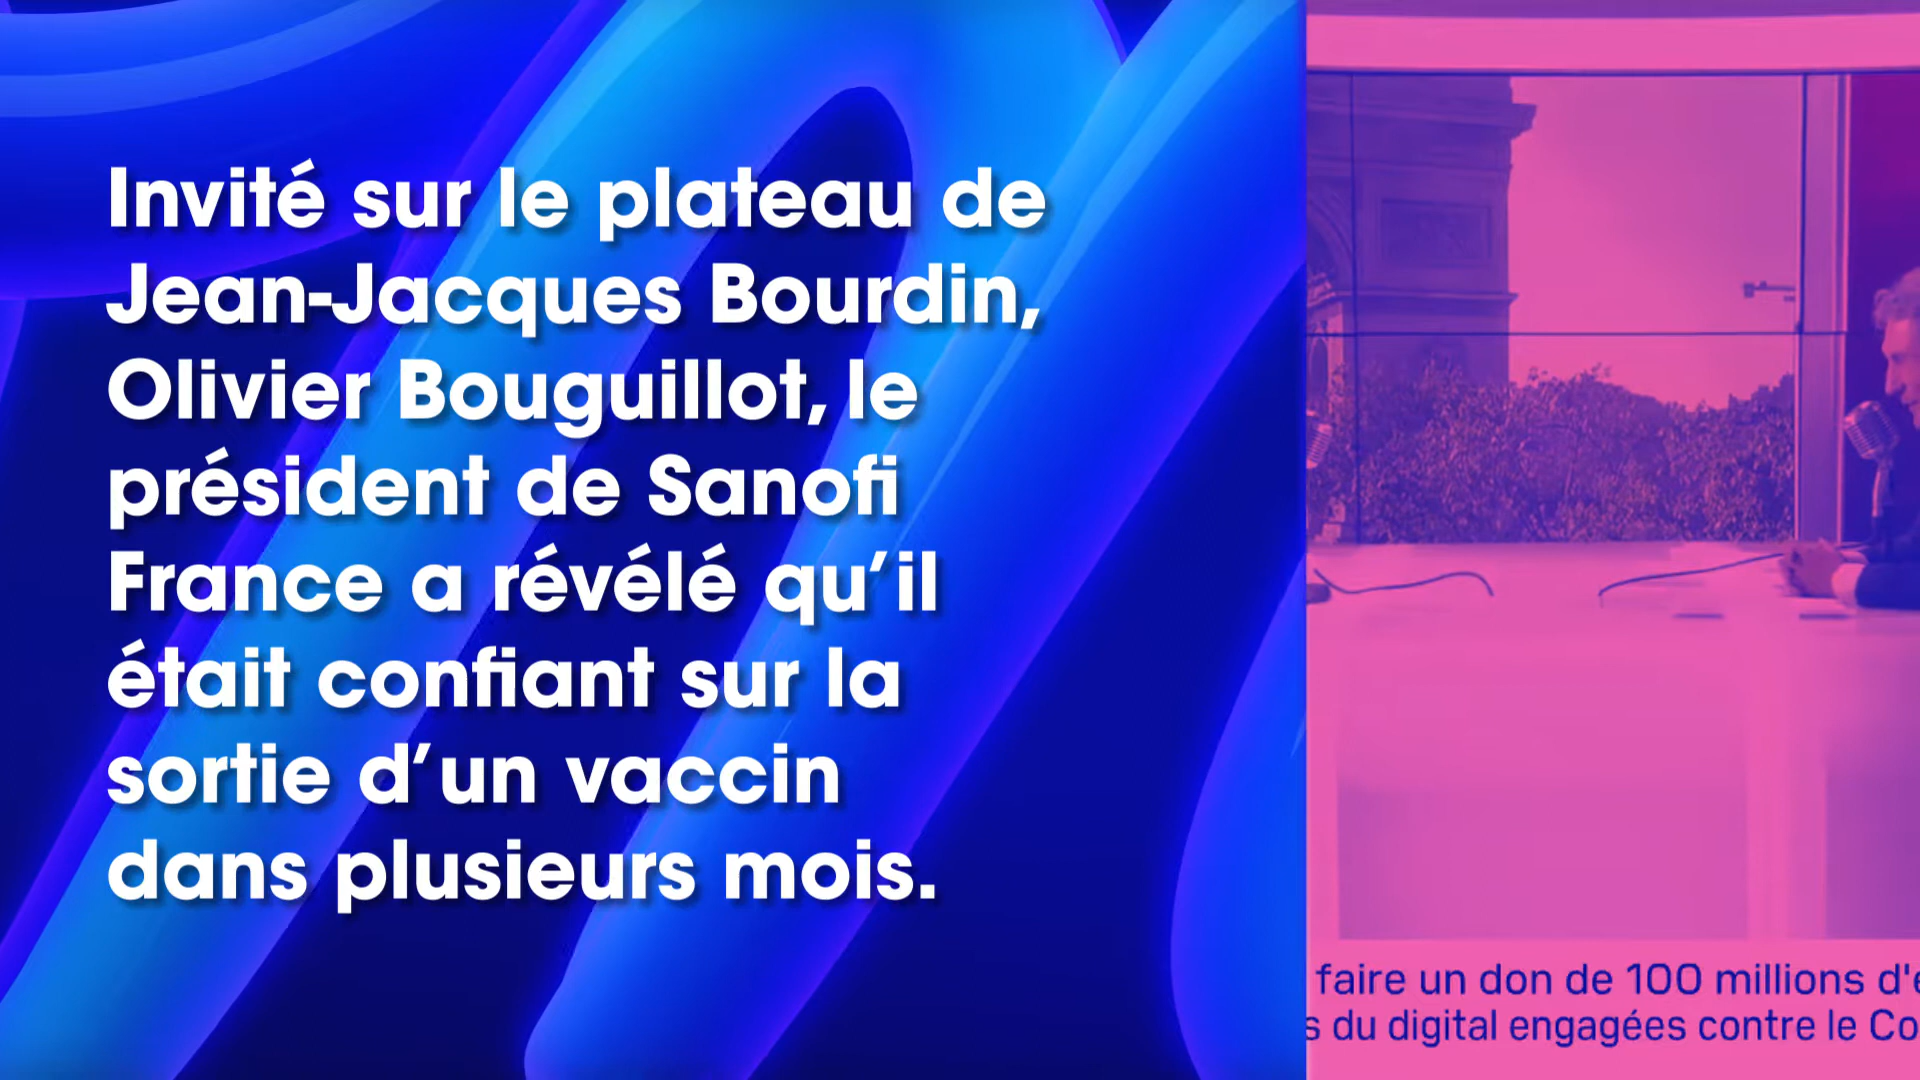 Invité sur le plateau de
Jean-Jacques Bourdin,
Olivier Bouguillot, le
président de Sanofi
France a révélé qu’il
était confiant sur la
sortie d’un vaccin
dans plusieurs mois.
faire un don de 100 millions d'
du digital engagées contre le